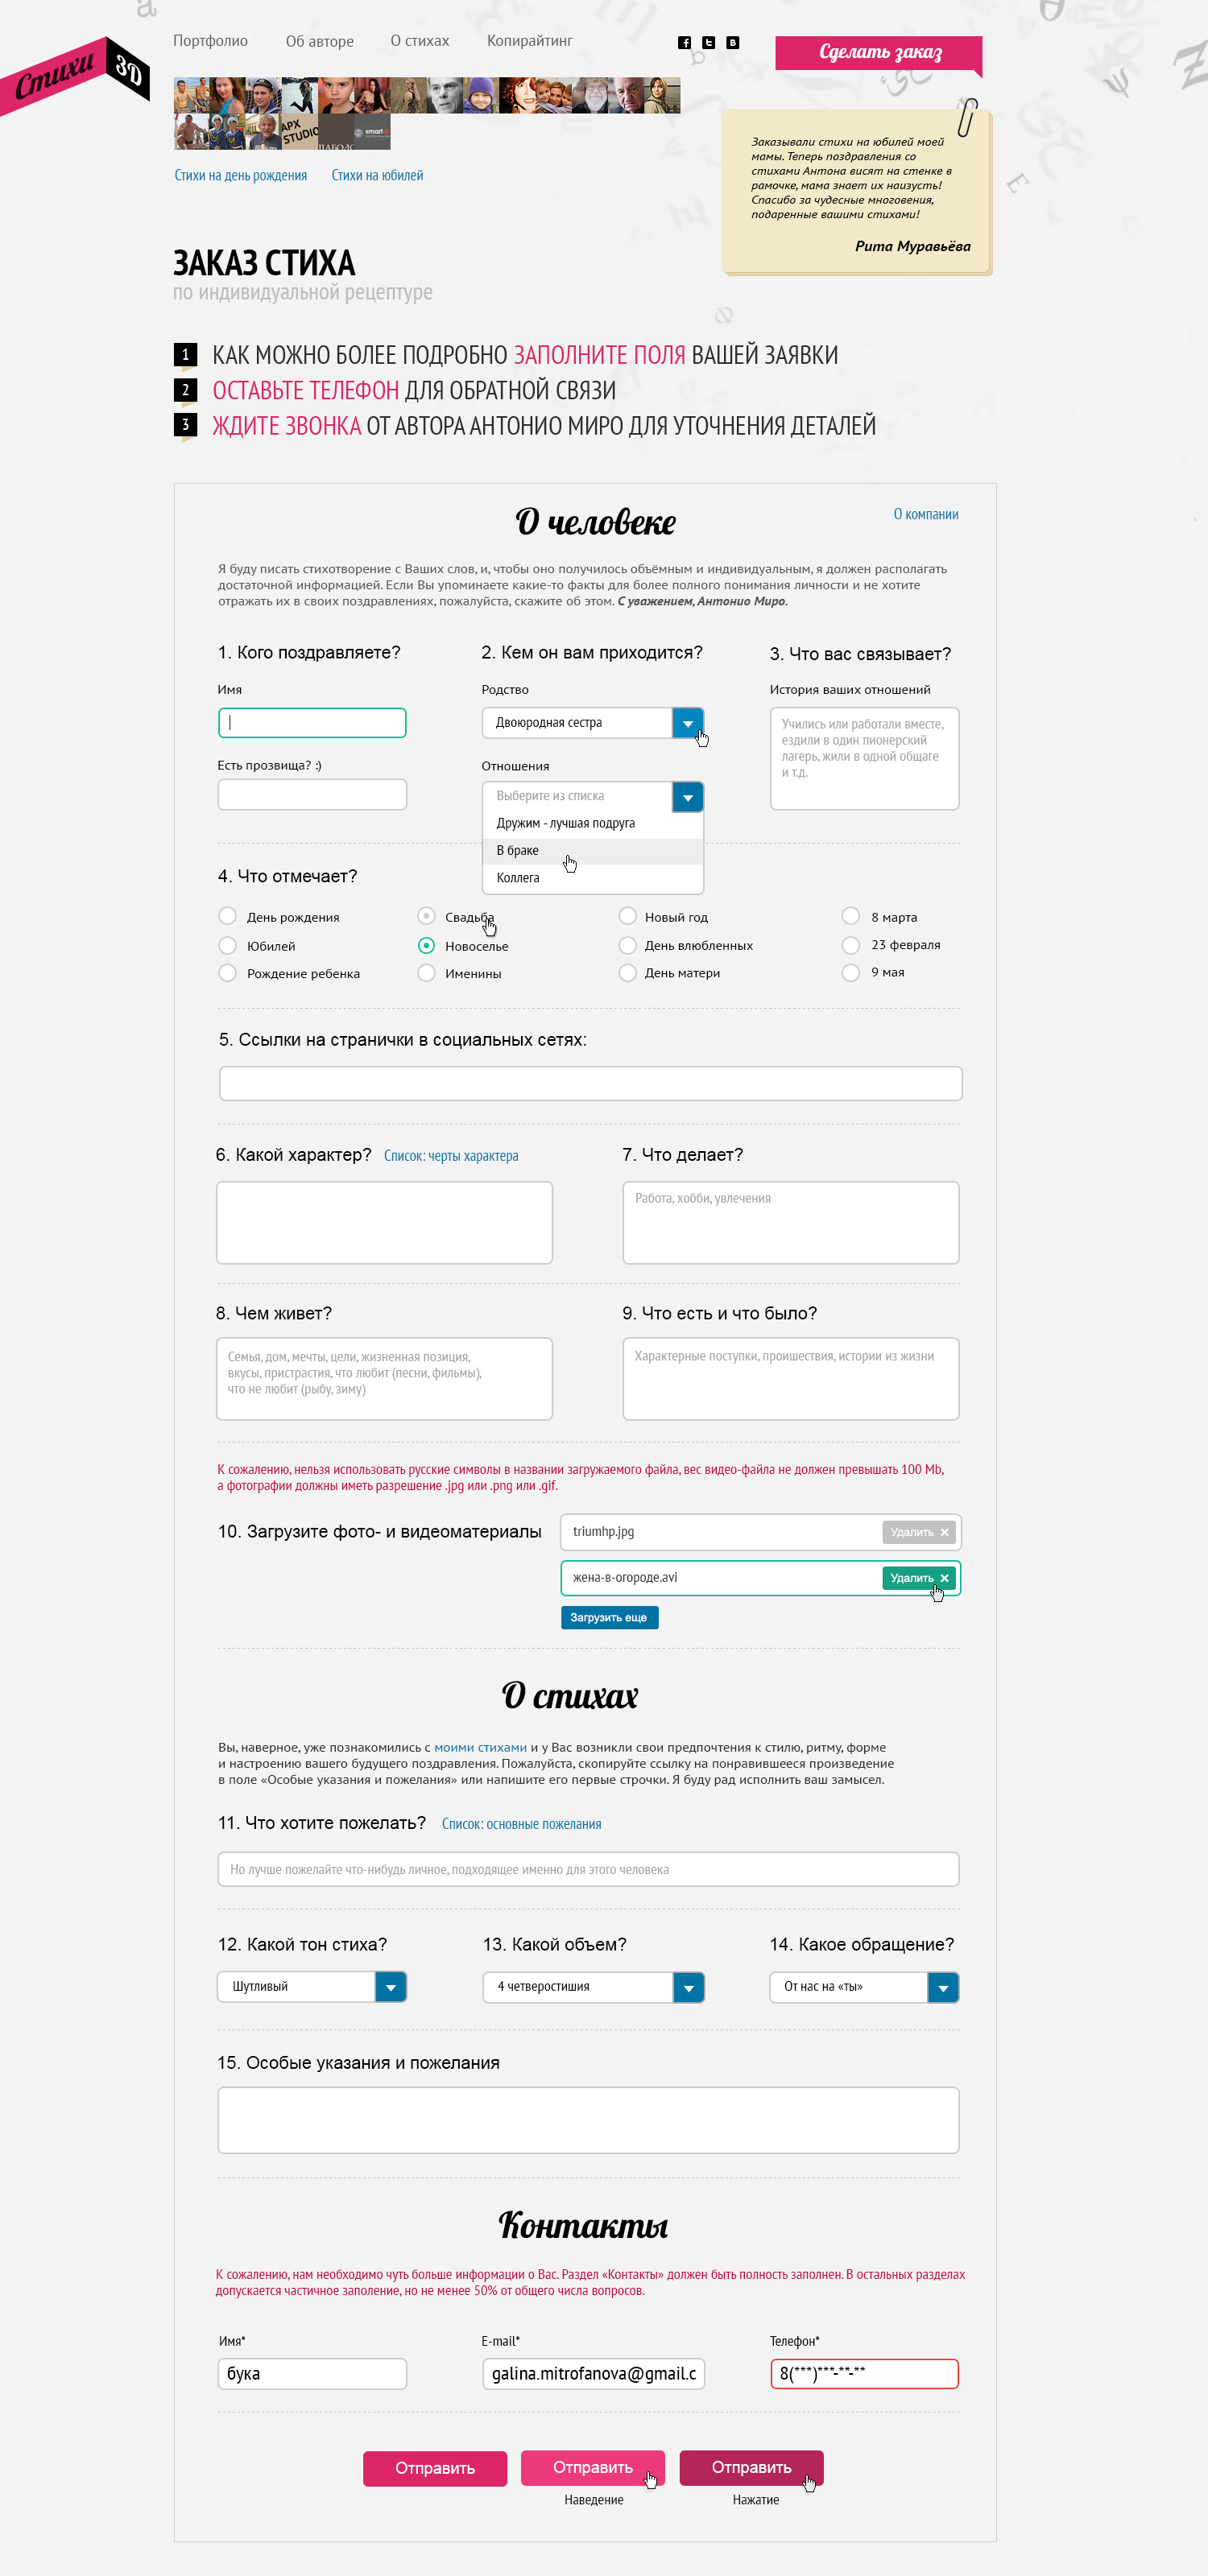 Стихи 3D
Портфолио
Об авторе
О стихах
Копирайтинг
Сделать заказ
АРХ
STUDIO
smart
Стихи на день рождения
Стихи на юбилей
Заказывали стихи на юбилей моей
мамы. Теперь поздравления со
стихами Антона висят на стенке в
рамочке, мама знает их наизусть!
Спасибо за чудесные многовения,
подаренные вашими стихами!
Рита Муравьёва
ЗАКАЗ СТИХА
по индивидуальной рецептуре
1 КАК МОЖНО БОЛЕЕ ПОДРОБНО ЗАПОЛНИТЕ ПОЛЯ ВАШЕЙ ЗАЯВКИ
2 ОСТАВЬТЕ ТЕЛЕФОН ДЛЯ ОБРАТНОЙ СВЯЗИ
3 ЖДИТЕ ЗВОНКА ОТ АВТОРА АНТОНИО МИРО ДЛЯ УТОЧНЕНИЯ ДЕТАЛЕЙ
О человеке
О компании
Я буду писать стихотворение с Ваших слов, и, чтобы оно получилось объёмным и индивидуальным, я должен располагать
достаточной информацией. Если Вы упоминаете какие-то факты для более полного понимания личности и не хотите
отражать их в своих поздравлениях, пожалуйста, скажите об этом. С уважением, Антонио Миро.
1. Кого поздравляете?
Имя
Есть прозвища? :)
2. Кем он вам приходится?
Родство
Двоюродная сестра
Отношения
Выберите из списка
Дружим - лучшая подруга
В браке
Коллега
3. Что вас связывает?
История ваших отношений
Учились или работали вместе,
ездили в один пионерский
лагерь, жили в одной общаге
и т.д.
4. Что отмечает?
День рождения
Свадьба
Новый год
8 марта
Юбилей
Новоселье
День влюбленных
23 февраля
Рождение ребенка
Именины
День матери
9 мая
5. Ссылки на странички в социальных сетях:
6. Какой характер?
Список: черты характера
7. Что делает?
Работа, хобби, увлечения
8. Чем живет?
Семья, дом, мечты, цели, жизненная позиция,
вкусы, пристрастия, что любит (песни, фильмы),
что не любит (рыбу, зиму)
9. Что есть и что было?
Характерные поступки, проишествия, истории из жизни
К сожалению, нельзя использовать русские символы в названии загружаемого файла, вес видео-файла не должен превышать 100 Mb,
а фотографии должны иметь разрешение .jpg или .png или .gif.
10. Загрузите фото- и видеоматериалы
triumhp.jpg
Удалить ×
жена-в-огороде.avi
Удалить ×
Загрузить еще
О стихах
Вы, наверное, уже познакомились с моими стихами и у Вас возникли свои предпочтения к стилю, ритму, форме
и настроению вашего будущего поздравления. Пожалуйста, скопируйте ссылку на понравившееся произведение
в поле «Особые указания и пожелания» или напишите его первые строчки. Я буду рад исполнить ваш замысел.
11. Что хотите пожелать?
Список: основные пожелания
Но лучше пожелайте что-нибудь личное, подходящее именно для этого человека
12. Какой тон стиха?
Шутливый
13. Какой объем?
4 четверостишия
14. Какое обращение?
От нас на «ты»
15. Особые указания и пожелания
Контакты
К сожалению, нам необходимо чуть больше информации о Вас. Раздел «Контакты» должен быть полность заполнен. В остальных разделах
допускается частичное заполение, но не менее 50% от общего числа вопросов.
Имя*
бука
E-mail*
galina.mitrofanova@gmail.c
Телефон*
8(***)***-**-**
Отправить
Отправить
Отправить
Наведение
Нажатие